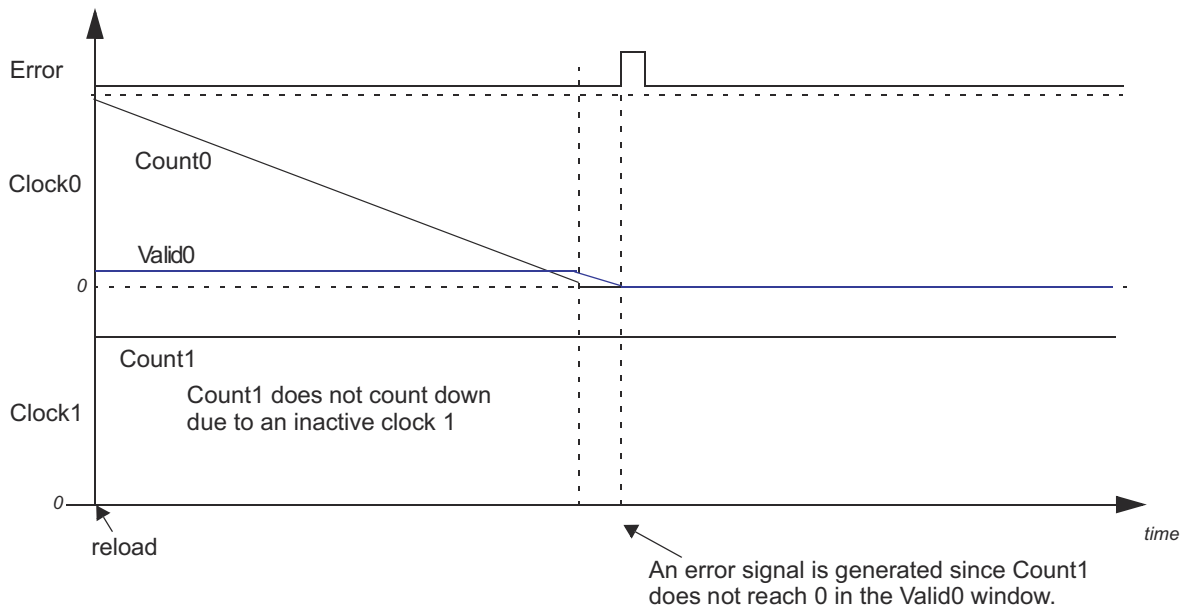 Error
Count0
Clock0
Valid0
0
Count1
Count1 does not count down
due to an inactive clock 1
Clock1
0
time
reload
An error signal is generated since Count1
does not reach 0 in the Valid0 window.